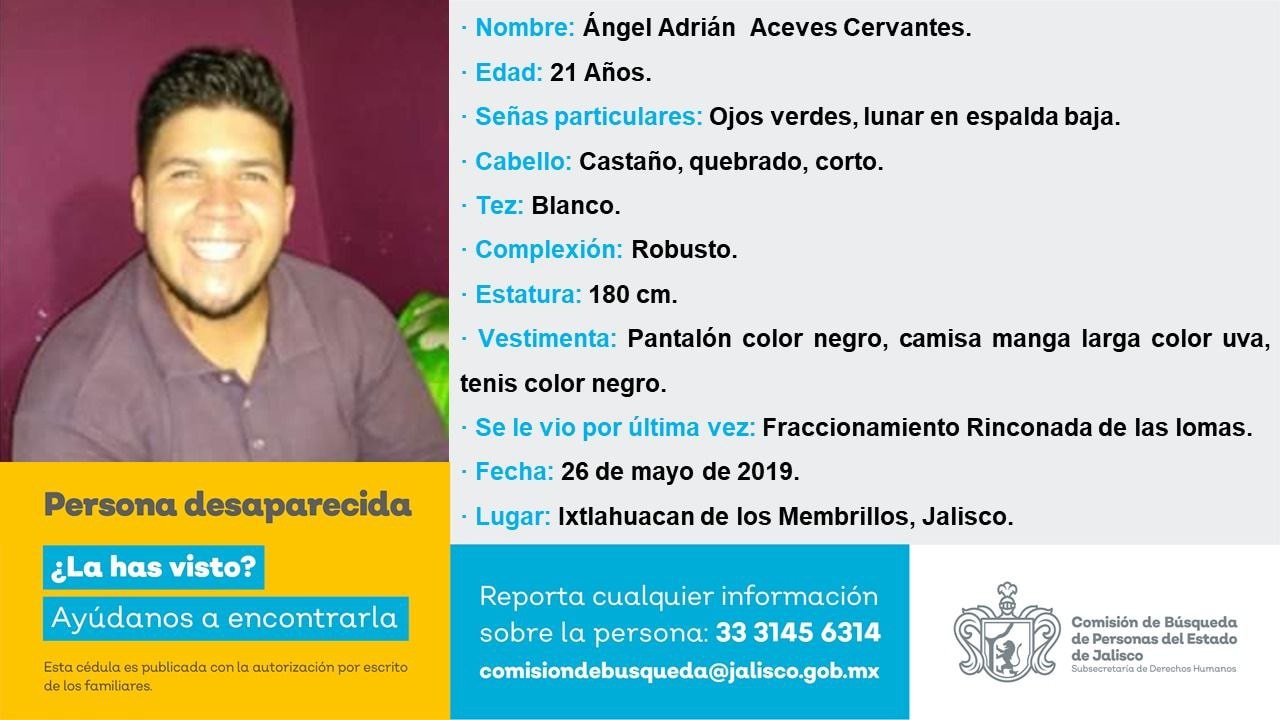 · Nombre: Ángel Adrián Aceves Cervantes.
· Edad: 21 Años.
· Señas particulares: Ojos verdes, lunar en espalda baja.
· Cabello: Castaño, quebrado, corto.
· Tez: Blanco.
· Complexión: Robusto.
· Estatura: 180 cm.
· Vestimenta: Pantalón color negro, camisa manga larga color uva,
tenis color negro.
· Se le vio por última vez: Fraccionamiento Rinconada de las lomas.
· Fecha: 26 de mayo de 2019.
· Lugar: Ixtlahuacan de los Membrillos, Jalisco.
Persona desaparecida
¿La has visto?
Ayúdanos a encontrarla
Esta cédula es publicada con la autorización por escrito
de los familiares.
Reporta cualquier información
sobre la persona: 33 3145 6314
comisiondebusqueda@jalisco.gob.mx
Comisión de Búsqueda
de Personas del Estado
de Jalisco
Subsecretaría de Derechos Humanos